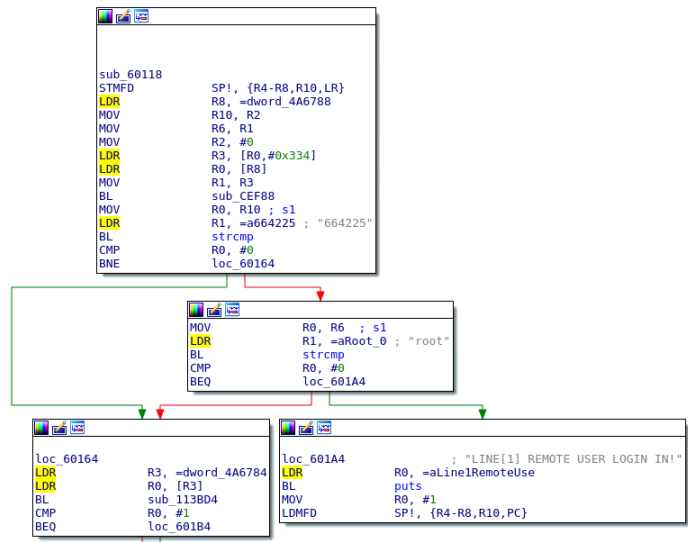 sub_60118
STMFD SP!, {R4-R8,R10,LR}
LDR R8, =dword_4A6788
MOV R10, R2
MOV R6, R1
MOV R2, #0
LDR R3, [R0,#0x334]
LDR R0, [R8]
MOV R1, R3
BL sub_CEF88
MOV R0, R10 ; s1
LDR R1, =a664225 ; "664225"
BL strcmp
CMP R0, #0
BNE loc_60164
MOV R0, R6 ; s1
LDR R1, =aRoot_0 ; "root"
BL strcmp
CMP R0, #0
BEQ loc_601A4
loc_60164
LDR R3, =dword_4A6784
LDR R0, [R3]
BL sub_113BD4
CMP R0, #1
BEQ loc_601B4
loc_601A4 ; "LINE[1] REMOTE USER LOGIN IN!"
LDR R0, =aLine1RemoteUse
BL puts
MOV R0, #1
LDMFD SP!, {R4-R8,R10,PC}